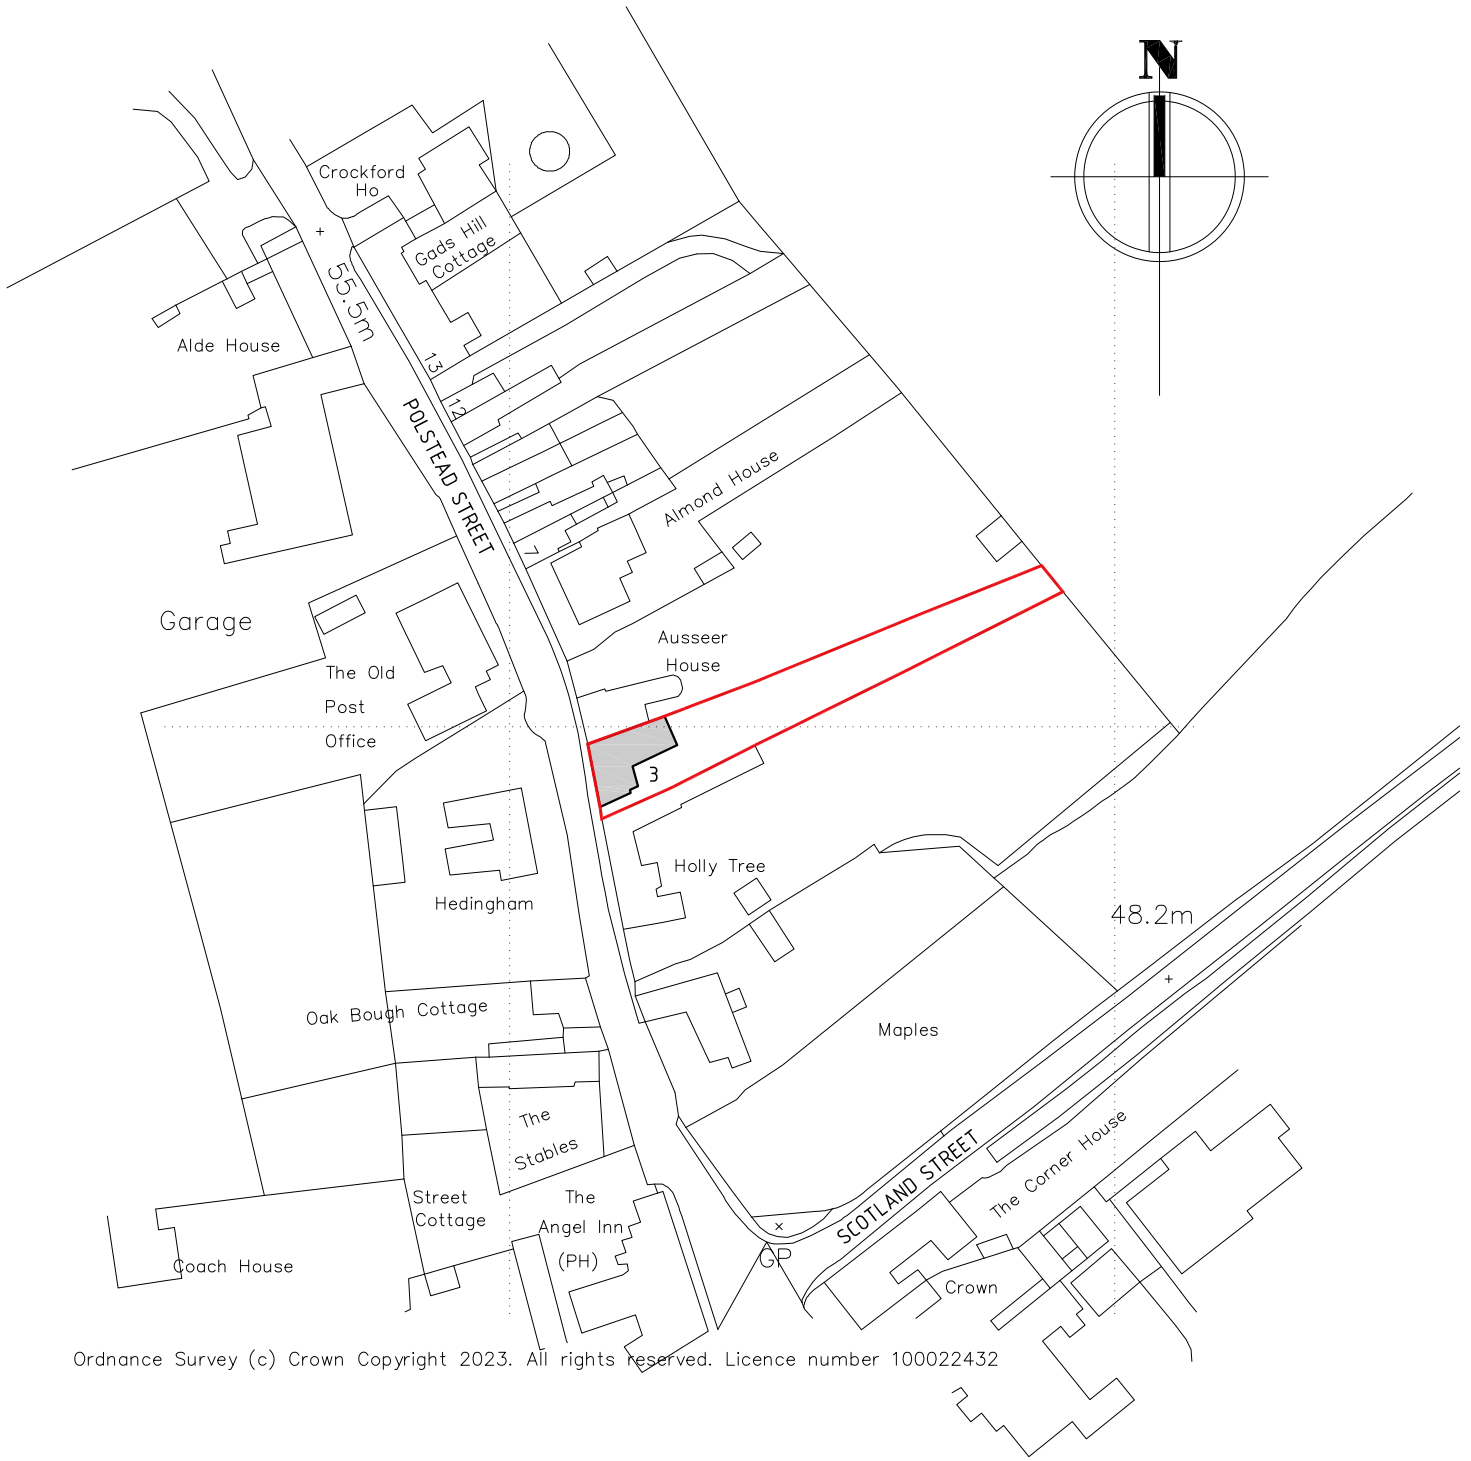 N
Crockford
Ho
Gads Hill
Cottage
55.5m
Alde House
13
12
POLSTEAD STREET
Almond House
7
Garage
Ausseer
House
The Old
Post
Office
3
Holly Tree
Hedingham
48.2m
Oak Bough Cottage
Maples
The
Stables
SCOTLAND STREET
The Corner House
Street
Cottage
The
Angel Inn
(PH)
GP
Coach House
Crown
Ordnance Survey (c) Crown Copyright 2023. All rights reserved. Licence number 100022432